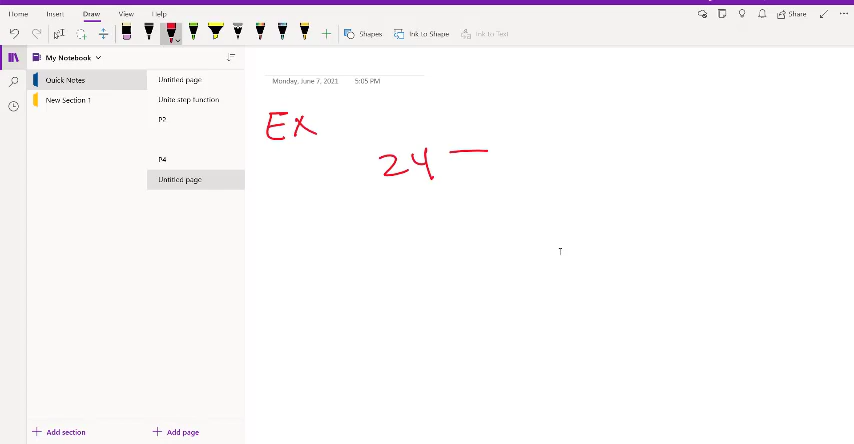 Home Insert Draw View Help Share
Shapes Ink to Shape Ink to Text
My Notebook
Quick Notes Untitled page
New Section 1 Unite step function
P2
P4
Untitled page
Monday, June 7, 2021 5:05 PM
EX
24 —
Add section Add page